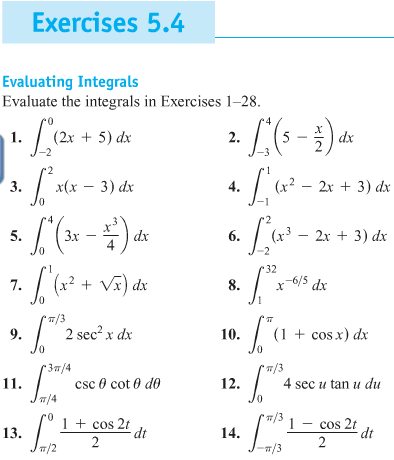 Exercises 5.4
Evaluating Integrals
Evaluate the integrals in Exercises 1–28.
1. ∫_{-2}^{0} (2x + 5) dx
2. ∫_{-3}^{4} (5 − x/2) dx
3. ∫_{0}^{2} x(x − 3) dx
4. ∫_{-1}^{1} (x² − 2x + 3) dx
5. ∫_{0}^{4} (3x − x³/4) dx
6. ∫_{-2}^{2} (x³ − 2x + 3) dx
7. ∫_{0}^{1} (x² + √x) dx
8. ∫_{1}^{32} x^{-6/5} dx
9. ∫_{0}^{π/3} 2 sec² x dx
10. ∫_{0}^{π} (1 + cos x) dx
11. ∫_{π/4}^{3π/4} csc θ cot θ dθ
12. ∫_{0}^{π/3} 4 sec u tan u du
13. ∫_{π/2}^{0} (1 + cos 2t)/2 dt
14. ∫_{-π/3}^{π/3} (1 − cos 2t)/2 dt